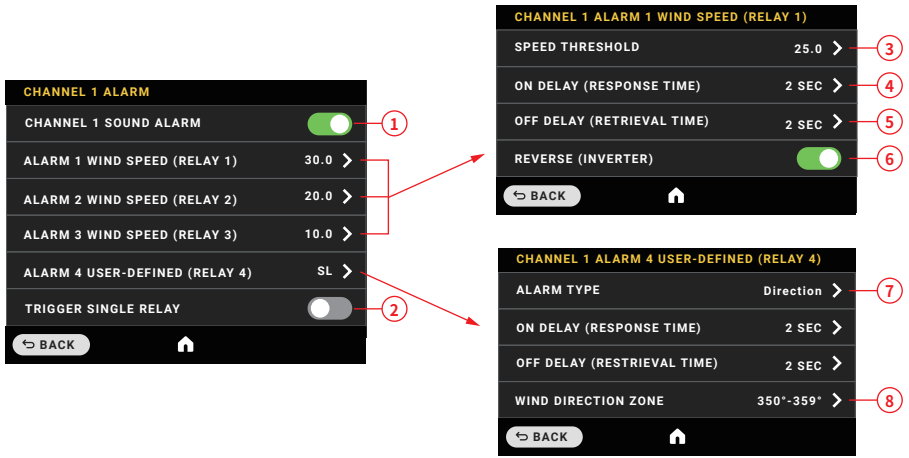 CHANNEL 1 ALARM
CHANNEL 1 SOUND ALARM 1
ALARM 1 WIND SPEED (RELAY 1) 30.0
ALARM 2 WIND SPEED (RELAY 2) 20.0
ALARM 3 WIND SPEED (RELAY 3) 10.0
ALARM 4 USER-DEFINED (RELAY 4) SL
TRIGGER SINGLE RELAY 2
BACK
CHANNEL 1 ALARM 1 WIND SPEED (RELAY 1)
SPEED THRESHOLD 25.0 3
ON DELAY (RESPONSE TIME) 2 SEC 4
OFF DELAY (RETRIEVAL TIME) 2 SEC 5
REVERSE (INVERTER) 6
BACK
CHANNEL 1 ALARM 4 USER-DEFINED (RELAY 4)
ALARM TYPE Direction 7
ON DELAY (RESPONSE TIME) 2 SEC
OFF DELAY (RESTRIEVAL TIME) 2 SEC
WIND DIRECTION ZONE 350°-359° 8
BACK